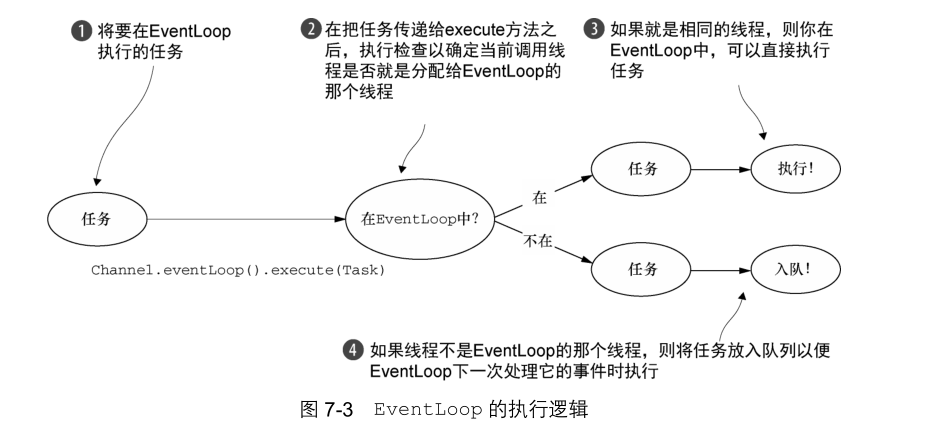 1 将要在EventLoop
执行的任务
2 在把任务传递给execute方法之
后，执行检查以确定当前调用线
程是否就是分配给EventLoop的
那个线程
3 如果就是相同的线程，则你在
EventLoop中，可以直接执行
任务
任务
Channel.eventLoop().execute(Task)
在EventLoop中?
在
任务
执行!
不在
任务
入队!
4 如果线程不是EventLoop的那个线程，则将任务放入队列以便
EventLoop下一次处理它的事件时执行
图 7-3 EventLoop 的执行逻辑